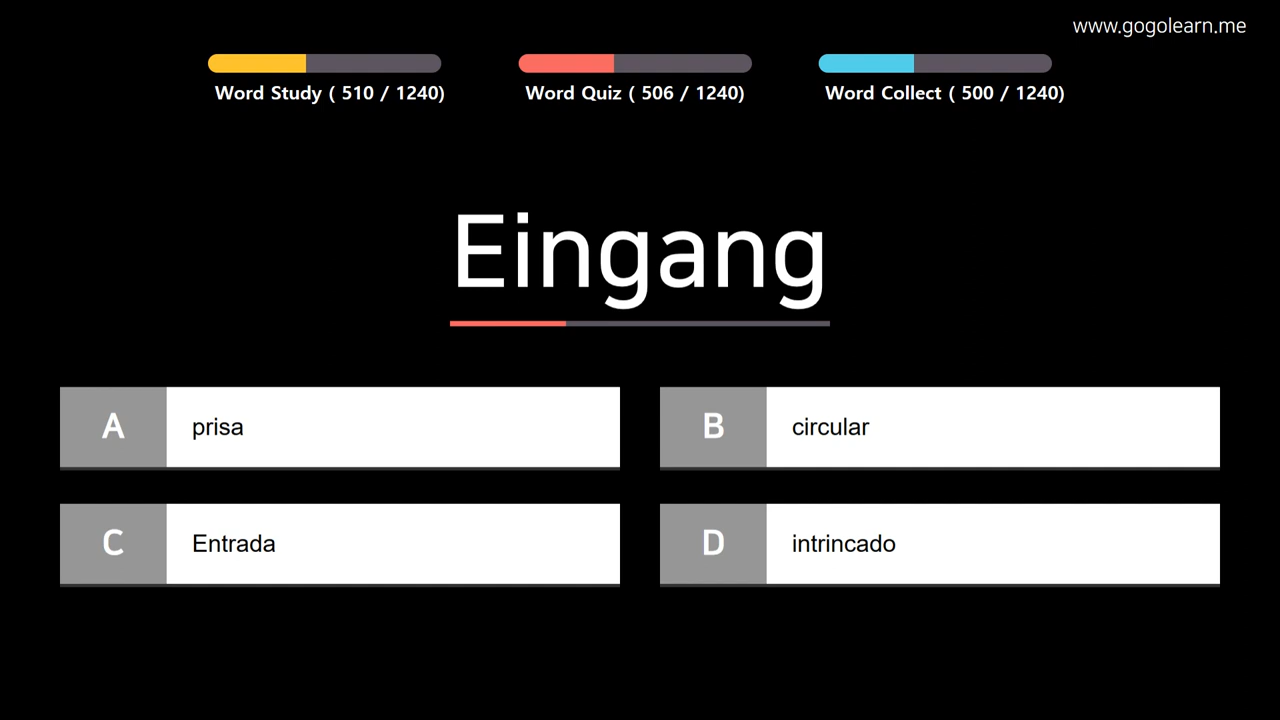 www.gogolearn.me
Word Study ( 510 / 1240)
Word Quiz ( 506 / 1240)
Word Collect ( 500 / 1240)
Eingang
A prisa
B circular
C Entrada
D intrincado